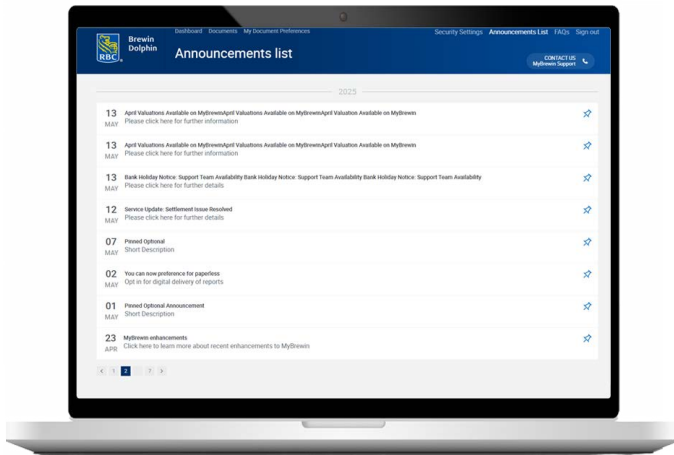 Dashboard Documents My Document Preferences
Security Settings Announcements List FAQs Sign out
RBC
Brewin
Dolphin
Announcements list
CONTACT US
MyBrewin Support
2025
13 MAY
April Valuations Available on MyBrewinApril Valuations Available on MyBrewinApril Valuation Available on MyBrewin
Please click here for further information
13 MAY
April Valuations Available on MyBrewinApril Valuations Available on MyBrewinApril Valuation Available on MyBrewin
Please click here for further information
13 MAY
Bank Holiday Notice: Support Team Availability Bank Holiday Notice: Support Team Availability Bank Holiday Notice: Support Team Availability
Please click here for further details
12 MAY
Service Update: Settlement Issue Resolved
Please click here for further details
07 MAY
Pinned Optional
Short Description
02 MAY
You can now preference for paperless
Opt in for digital delivery of reports
01 MAY
Pinned Optional Announcement
Short Description
23 APR
MyBrewin enhancements
Click here to learn more about recent enhancements to MyBrewin
< 1 2 7 >